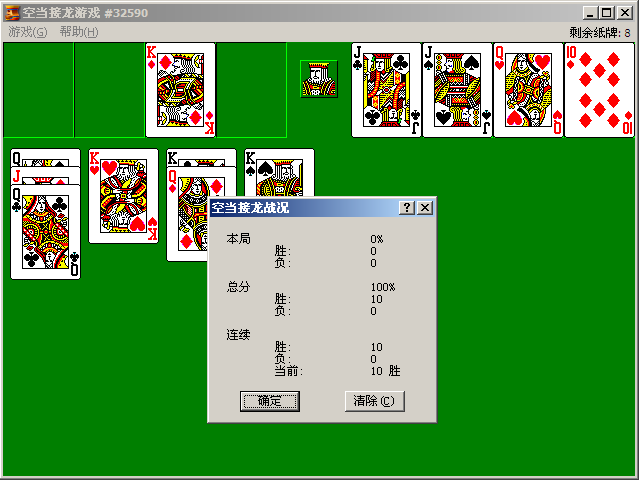 空当接龙游戏 #32590
游戏(G) 帮助(H) 剩余纸牌: 8
K K J J Q 10
J J Q 10
Q K K K
J Q
Q K
Q
空当接龙战况
本局 0%
胜: 0
负: 0
总分 100%
胜: 10
负: 0
连续
胜: 10
负: 0
当前: 10 胜
确定 清除(C)